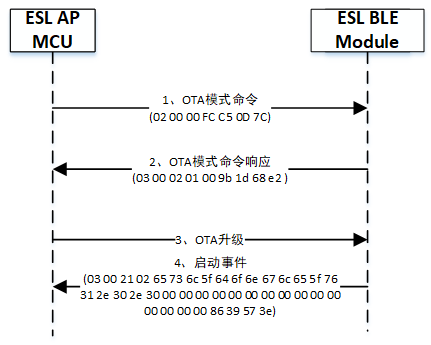 ESL AP
MCU
ESL BLE
Module
1、OTA模式命令
(02 00 00 FC C5 0D 7C)
2、OTA模式命令响应
(03 00 02 01 00 9b 1d 68 e2 )
3、OTA升级
4、启动事件
(03 00 21 02 65 73 6c 5f 64 6f 6e 67 6c 65 5f 76
31 2e 30 2e 30 00 00 00 00 00 00 00 00 00 00 00
00 00 00 00 86 39 57 3e)